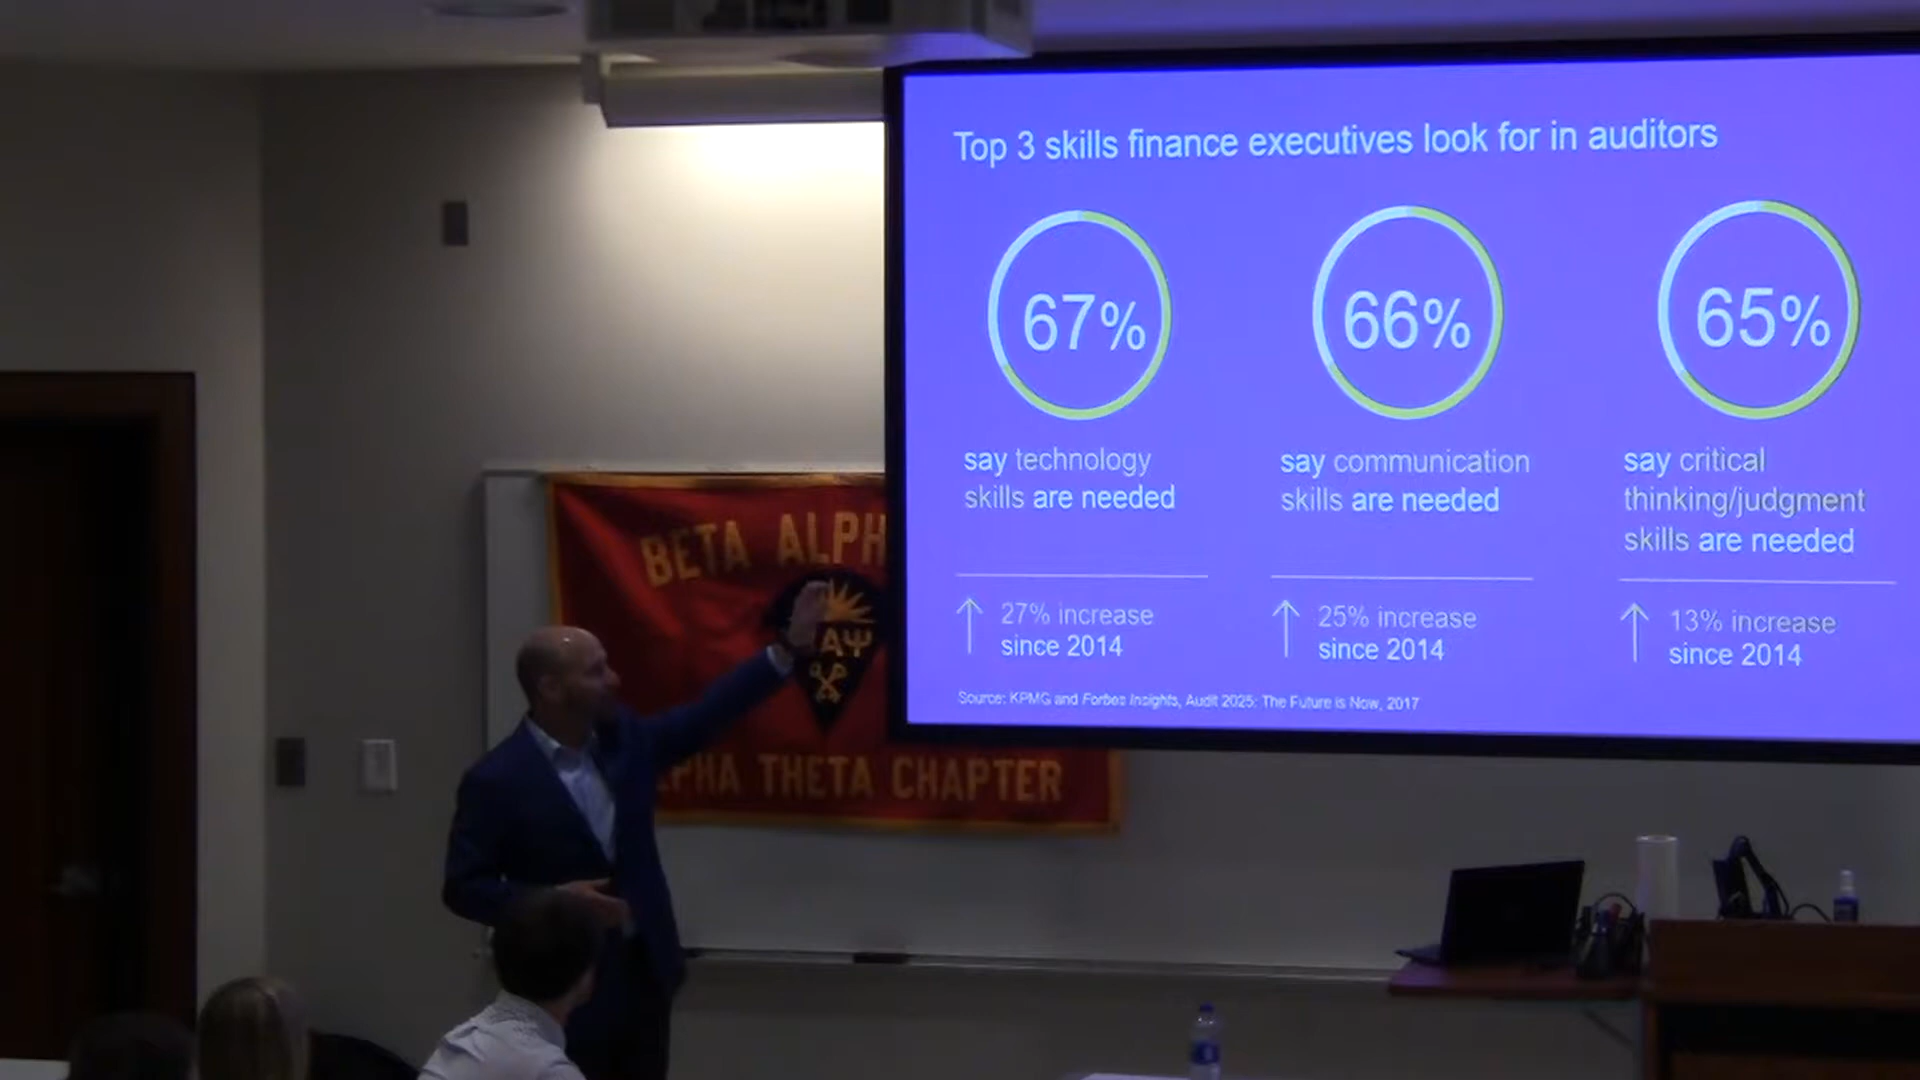 Top 3 skills finance executives look for in auditors
67%
say technology
skills are needed
↑ 27% increase
since 2014
66%
say communication
skills are needed
↑ 25% increase
since 2014
65%
say critical
thinking/judgment
skills are needed
↑ 13% increase
since 2014
Source: KPMG and Forbes Insights, Audit 2025: The Future is Now, 2017
BETA ALPH
ΑΨ
PHA THETA CHAPTER